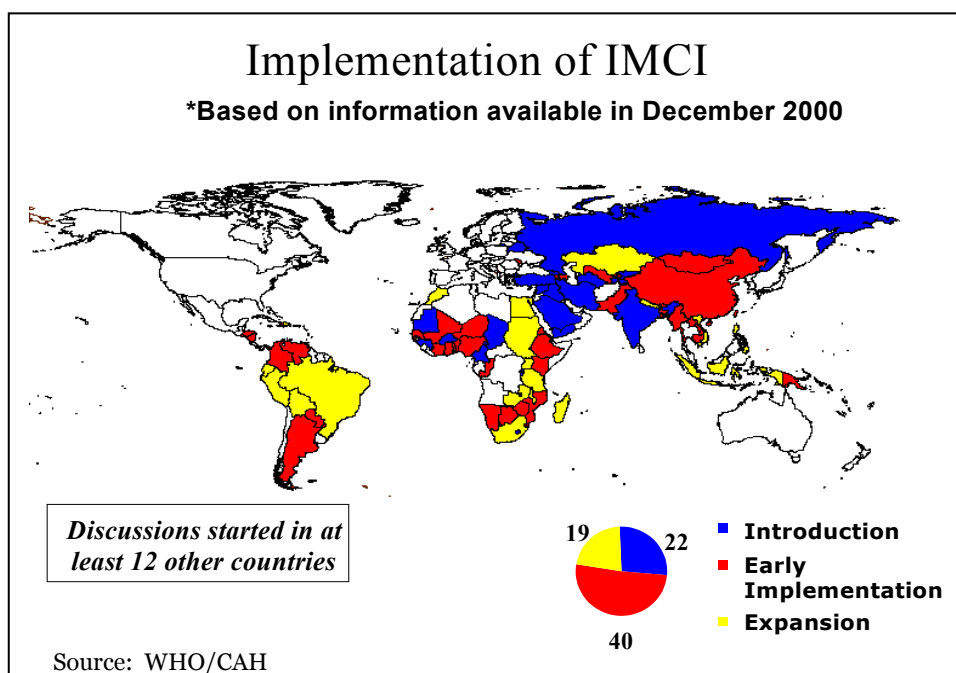 Implementation of IMCI
*Based on information available in December 2000
Discussions started in at
least 12 other countries
19
22
40
Introduction
Early
Implementation
Expansion
Source: WHO/CAH